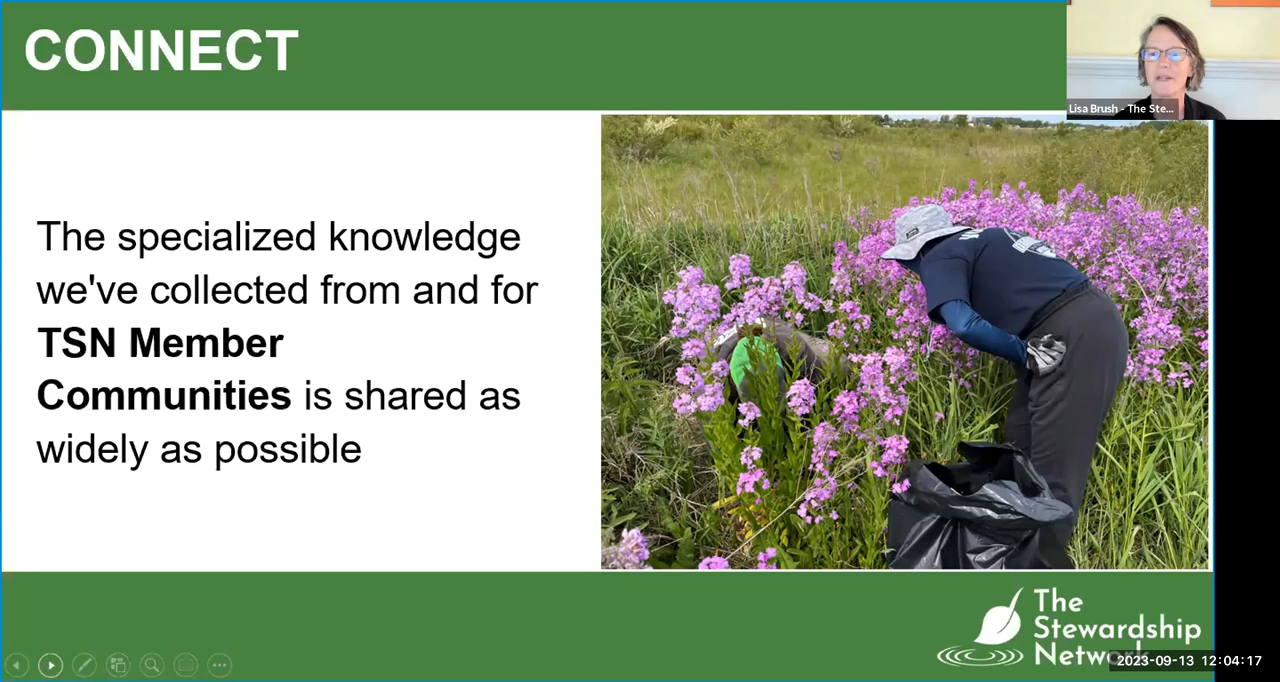 CONNECT
Lisa Brush - The Ste...
The specialized knowledge
we've collected from and for
TSN Member
Communities is shared as
widely as possible
The
Stewardship
Network
2023-09-13 12:04:17